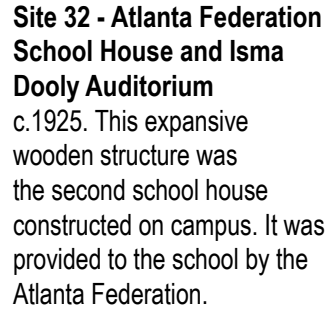 Site 32 - Atlanta Federation
School House and Isma
Dooly Auditorium
c.1925. This expansive
wooden structure was
the second school house
constructed on campus. It was
provided to the school by the
Atlanta Federation.